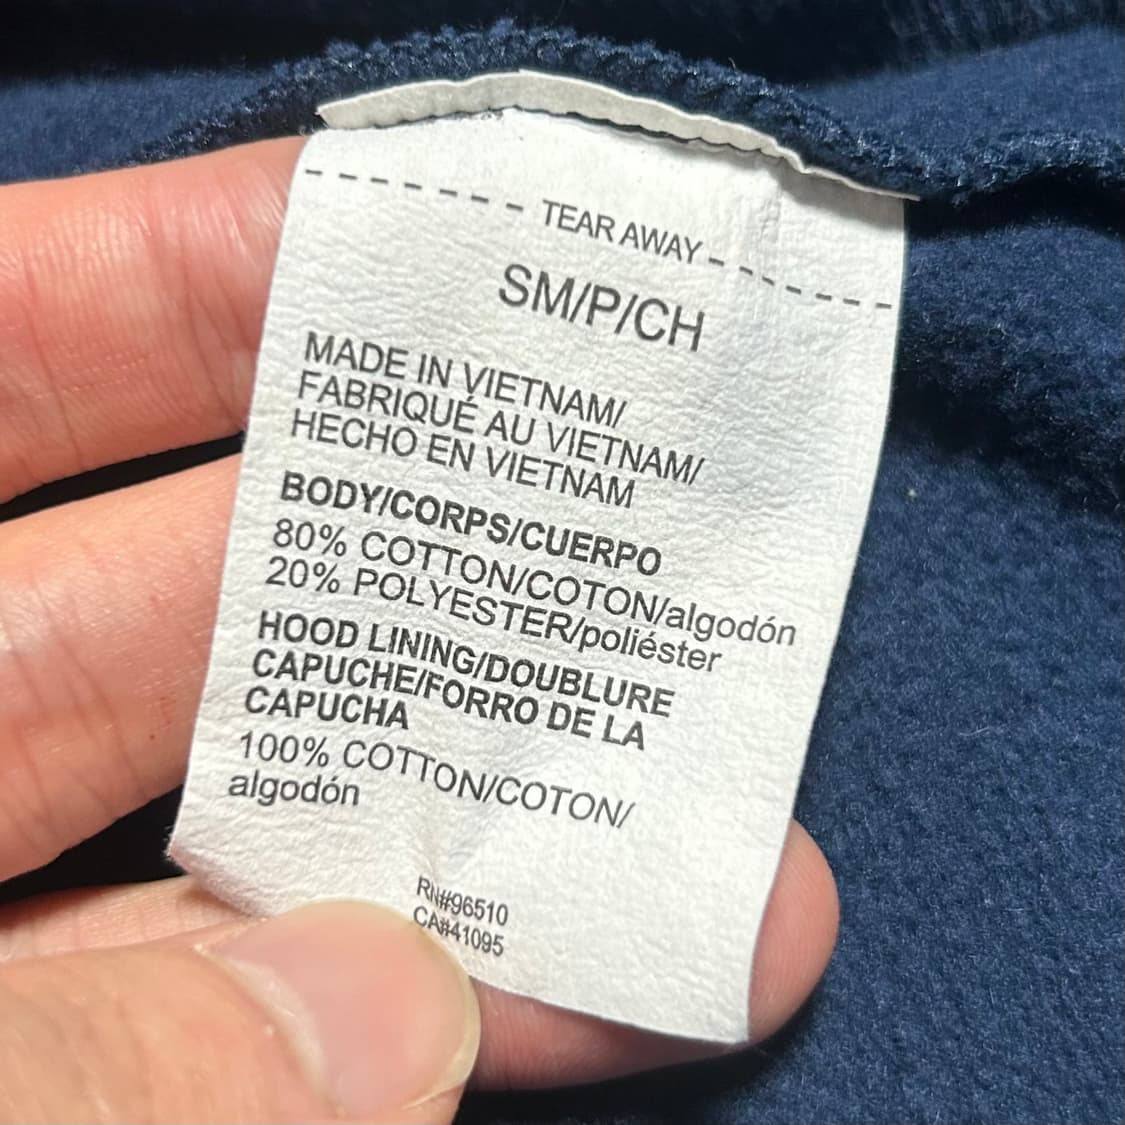 TEAR AWAY
SM/P/CH
MADE IN VIETNAM/
FABRIQUÉ AU VIETNAM/
HECHO EN VIETNAM
BODY/CORPS/CUERPO
80% COTTON/COTON/algodón
20% POLYESTER/poliéster
HOOD LINING/DOUBLURE
CAPUCHE/FORRO DE LA
CAPUCHA
100% COTTON/COTON/
algodón
RN#96510
CA#41095